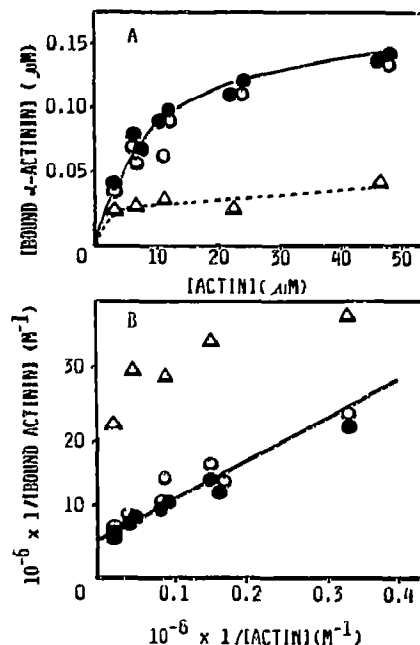 A
[BOUND α-ACTININ] (μM)
0.15
0.10
0.05
0
0 10 20 30 40 50
[ACTIN](μM)
B
10⁻⁶ x 1/[BOUND ACTININ] (M⁻¹)
30
20
10
0
0 0.1 0.2 0.3 0.4
10⁻⁶ x 1/[ACTIN](M⁻¹)